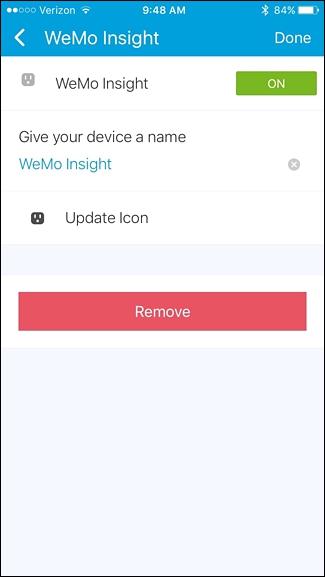 Verizon 9:48 AM 84%
WeMo Insight Done
WeMo Insight ON
Give your device a name
WeMo Insight
Update Icon
Remove